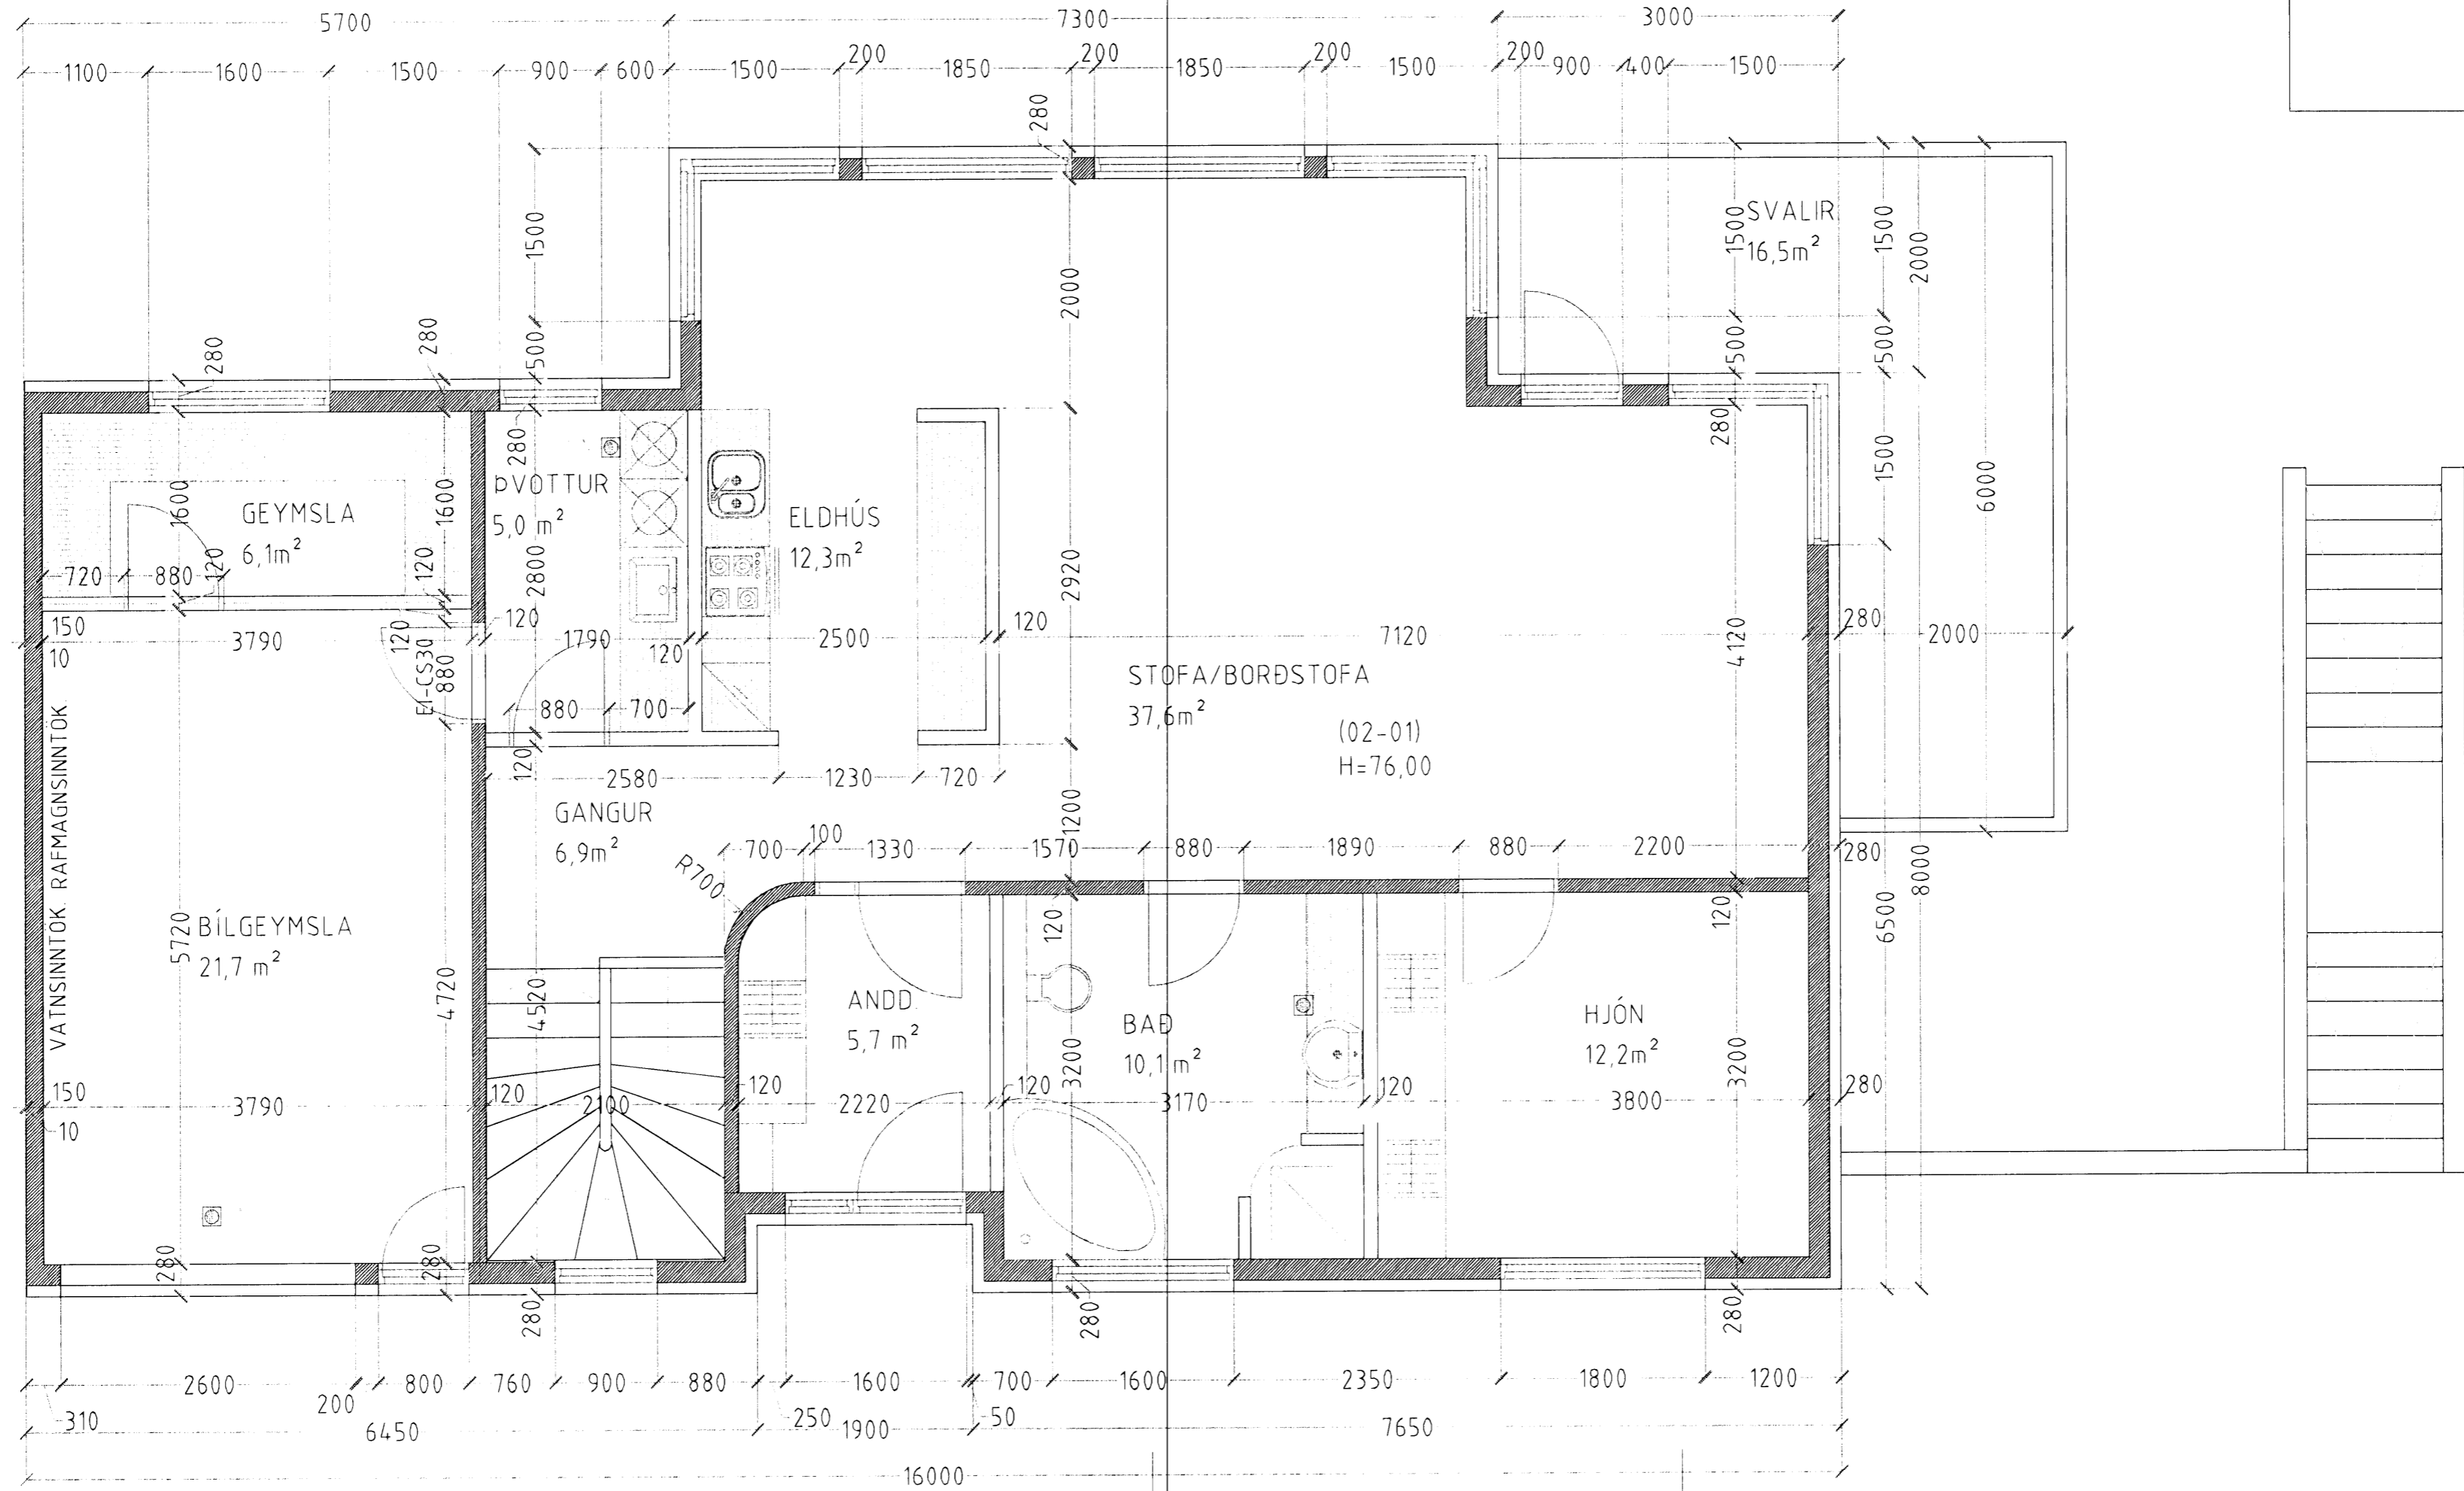 5700 7300 3000
1100 1600 1500 900 600 1500 200 1850 200 1850 200 1500 200 900 400 1500
280
1500
500
280
280
280
2000
1500
500
SVALIR
16,5m²
1500
500
2000
280
1500
6000
GEYMSLA
6,1m²
1600
1600
720 880 120
120
ÞVOTTUR
5,0 m²
2800
ELDHÚS
12,3m²
2920
150
10
3790
120
EI-CS30
880
120
1790
120
2500
120
7120
4120
280
2000
STOFA/BORÐSTOFA
37,6m²
(02-01)
H=76,00
880 700
120
2580 1230 720
VATNSINNTÖK RAFMAGNSINNTÖK
GANGUR
6,9m²
1200
R700
700 100 1330 1570 880 1890 880 2200 280
8000
6500
BÍLGEYMSLA
21,7 m²
5720
4720
4520
120
120
ANDD.
5,7 m²
BAÐ
10,1 m²
3200
HJÓN
12,2m²
3200
150
10
3790
120
2100
120
2220
120
3170
120
3800
280
280
280
280
280
280
2600 800 760 900 880 1600 700 1600 2350 1800 1200
310
200
250
50
6450 1900 7650
16000